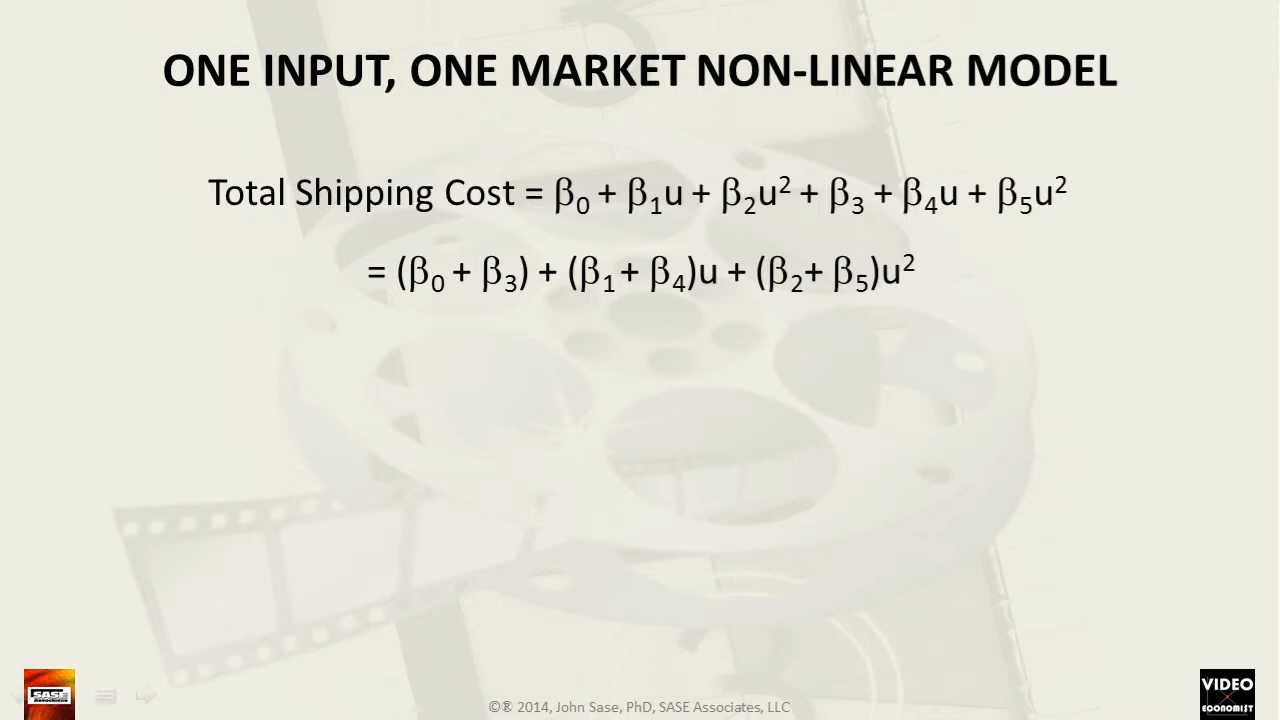 ONE INPUT, ONE MARKET NON-LINEAR MODEL
Total Shipping Cost = β₀ + β₁u + β₂u² + β₃ + β₄u + β₅u²
= (β₀ + β₃) + (β₁ + β₄)u + (β₂+ β₅)u²
SASE
Associates
©® 2014, John Sase, PhD, SASE Associates, LLC
VIDEO
ECONOMIST